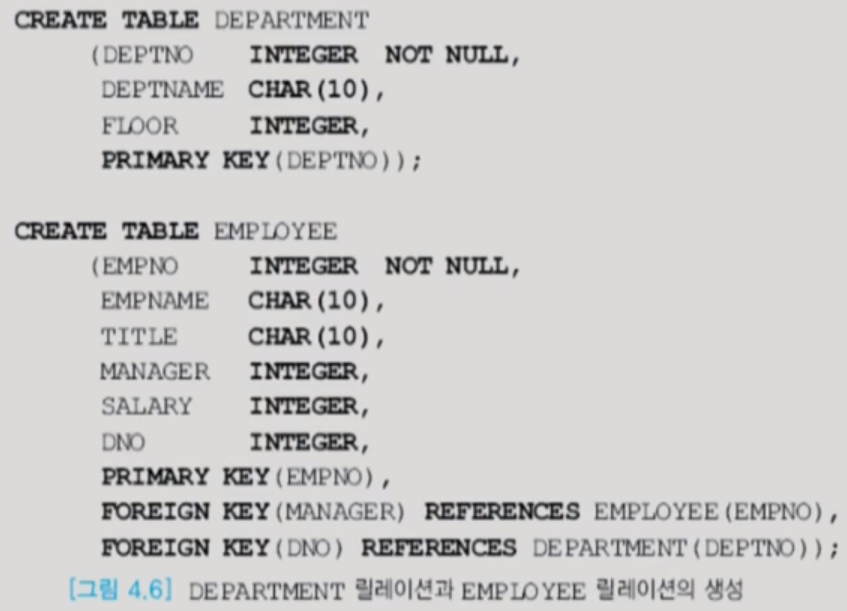 CREATE TABLE DEPARTMENT
(DEPTNO INTEGER NOT NULL,
DEPTNAME CHAR(10),
FLOOR INTEGER,
PRIMARY KEY(DEPTNO));
CREATE TABLE EMPLOYEE
(EMPNO INTEGER NOT NULL,
EMPNAME CHAR(10),
TITLE CHAR(10),
MANAGER INTEGER,
SALARY INTEGER,
DNO INTEGER,
PRIMARY KEY(EMPNO),
FOREIGN KEY(MANAGER) REFERENCES EMPLOYEE(EMPNO),
FOREIGN KEY(DNO) REFERENCES DEPARTMENT(DEPTNO));
[그림 4.6] DEPARTMENT 릴레이션과 EMPLOYEE 릴레이션의 생성